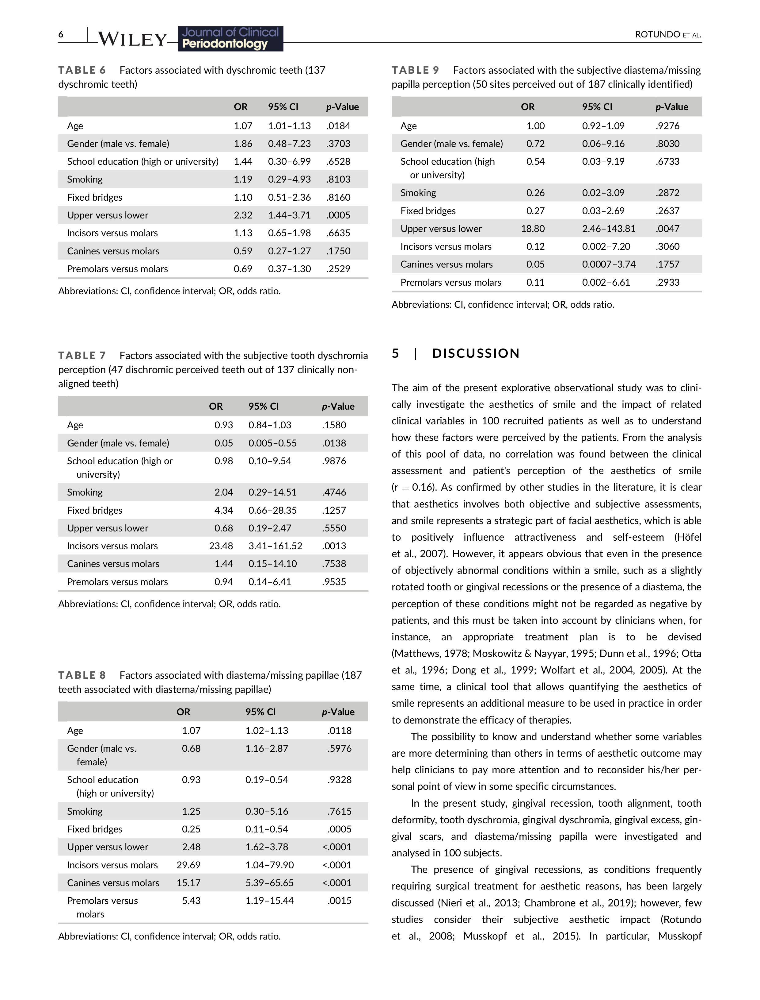 6
WILEY
Journal of Clinical
Periodontology
ROTUNDO ET AL.
TABLE 6 Factors associated with dyschromic teeth (137
dyschromic teeth)
OR 95% CI p-Value
Age 1.07 1.01–1.13 .0184
Gender (male vs. female) 1.86 0.48–7.23 .3703
School education (high or university) 1.44 0.30–6.99 .6528
Smoking 1.19 0.29–4.93 .8103
Fixed bridges 1.10 0.51–2.36 .8160
Upper versus lower 2.32 1.44–3.71 .0005
Incisors versus molars 1.13 0.65–1.98 .6635
Canines versus molars 0.59 0.27–1.27 .1750
Premolars versus molars 0.69 0.37–1.30 .2529
Abbreviations: CI, confidence interval; OR, odds ratio.
TABLE 7 Factors associated with the subjective tooth dyschromia
perception (47 dischromic perceived teeth out of 137 clinically non-
aligned teeth)
OR 95% CI p-Value
Age 0.93 0.84–1.03 .1580
Gender (male vs. female) 0.05 0.005–0.55 .0138
School education (high or 0.98 0.10–9.54 .9876
university)
Smoking 2.04 0.29–14.51 .4746
Fixed bridges 4.34 0.66–28.35 .1257
Upper versus lower 0.68 0.19–2.47 .5550
Incisors versus molars 23.48 3.41–161.52 .0013
Canines versus molars 1.44 0.15–14.10 .7538
Premolars versus molars 0.94 0.14–6.41 .9535
Abbreviations: CI, confidence interval; OR, odds ratio.
TABLE 8 Factors associated with diastema/missing papillae (187
teeth associated with diastema/missing papillae)
OR 95% CI p-Value
Age 1.07 1.02–1.13 .0118
Gender (male vs. 0.68 1.16–2.87 .5976
female)
School education 0.93 0.19–0.54 .9328
(high or university)
Smoking 1.25 0.30–5.16 .7615
Fixed bridges 0.25 0.11–0.54 .0005
Upper versus lower 2.48 1.62–3.78 <.0001
Incisors versus molars 29.69 1.04–79.90 <.0001
Canines versus molars 15.17 5.39–65.65 <.0001
Premolars versus 5.43 1.19–15.44 .0015
molars
Abbreviations: CI, confidence interval; OR, odds ratio.
TABLE 9 Factors associated with the subjective diastema/missing
papilla perception (50 sites perceived out of 187 clinically identified)
OR 95% CI p-Value
Age 1.00 0.92–1.09 .9276
Gender (male vs. female) 0.72 0.06–9.16 .8030
School education (high 0.54 0.03–9.19 .6733
or university)
Smoking 0.26 0.02–3.09 .2872
Fixed bridges 0.27 0.03–2.69 .2637
Upper versus lower 18.80 2.46–143.81 .0047
Incisors versus molars 0.12 0.002–7.20 .3060
Canines versus molars 0.05 0.0007–3.74 .1757
Premolars versus molars 0.11 0.002–6.61 .2933
Abbreviations: CI, confidence interval; OR, odds ratio.
5 | DISCUSSION
The aim of the present explorative observational study was to clini-
cally investigate the aesthetics of smile and the impact of related
clinical variables in 100 recruited patients as well as to understand
how these factors were perceived by the patients. From the analysis
of this pool of data, no correlation was found between the clinical
assessment and patient's perception of the aesthetics of smile
(r = 0.16). As confirmed by other studies in the literature, it is clear
that aesthetics involves both objective and subjective assessments,
and smile represents a strategic part of facial aesthetics, which is able
to positively influence attractiveness and self-esteem (Höfel
et al., 2007). However, it appears obvious that even in the presence
of objectively abnormal conditions within a smile, such as a slightly
rotated tooth or gingival recessions or the presence of a diastema, the
perception of these conditions might not be regarded as negative by
patients, and this must be taken into account by clinicians when, for
instance, an appropriate treatment plan is to be devised
(Matthews, 1978; Moskowitz & Nayyar, 1995; Dunn et al., 1996; Otta
et al., 1996; Dong et al., 1999; Wolfart et al., 2004, 2005). At the
same time, a clinical tool that allows quantifying the aesthetics of
smile represents an additional measure to be used in practice in order
to demonstrate the efficacy of therapies.
The possibility to know and understand whether some variables
are more determining than others in terms of aesthetic outcome may
help clinicians to pay more attention and to reconsider his/her per-
sonal point of view in some specific circumstances.
In the present study, gingival recession, tooth alignment, tooth
deformity, tooth dyschromia, gingival dyschromia, gingival excess, gin-
gival scars, and diastema/missing papilla were investigated and
analysed in 100 subjects.
The presence of gingival recessions, as conditions frequently
requiring surgical treatment for aesthetic reasons, has been largely
discussed (Nieri et al., 2013; Chambrone et al., 2019); however, few
studies consider their subjective aesthetic impact (Rotundo
et al., 2008; Musskopf et al., 2015). In particular, Musskopf